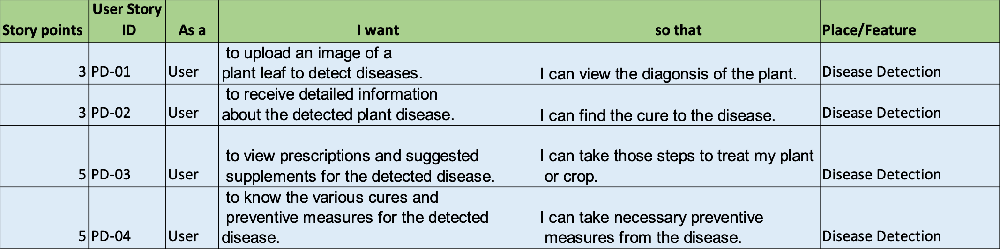 Story points User Story ID As a I want so that Place/Feature
3 PD-01 User to upload an image of a
plant leaf to detect diseases. I can view the diagonsis of the plant. Disease Detection
3 PD-02 User to receive detailed information
about the detected plant disease. I can find the cure to the disease. Disease Detection
5 PD-03 User to view prescriptions and suggested
supplements for the detected disease. I can take those steps to treat my plant
or crop. Disease Detection
5 PD-04 User to know the various cures and
preventive measures for the detected
disease. I can take necessary preventive
measures from the disease. Disease Detection